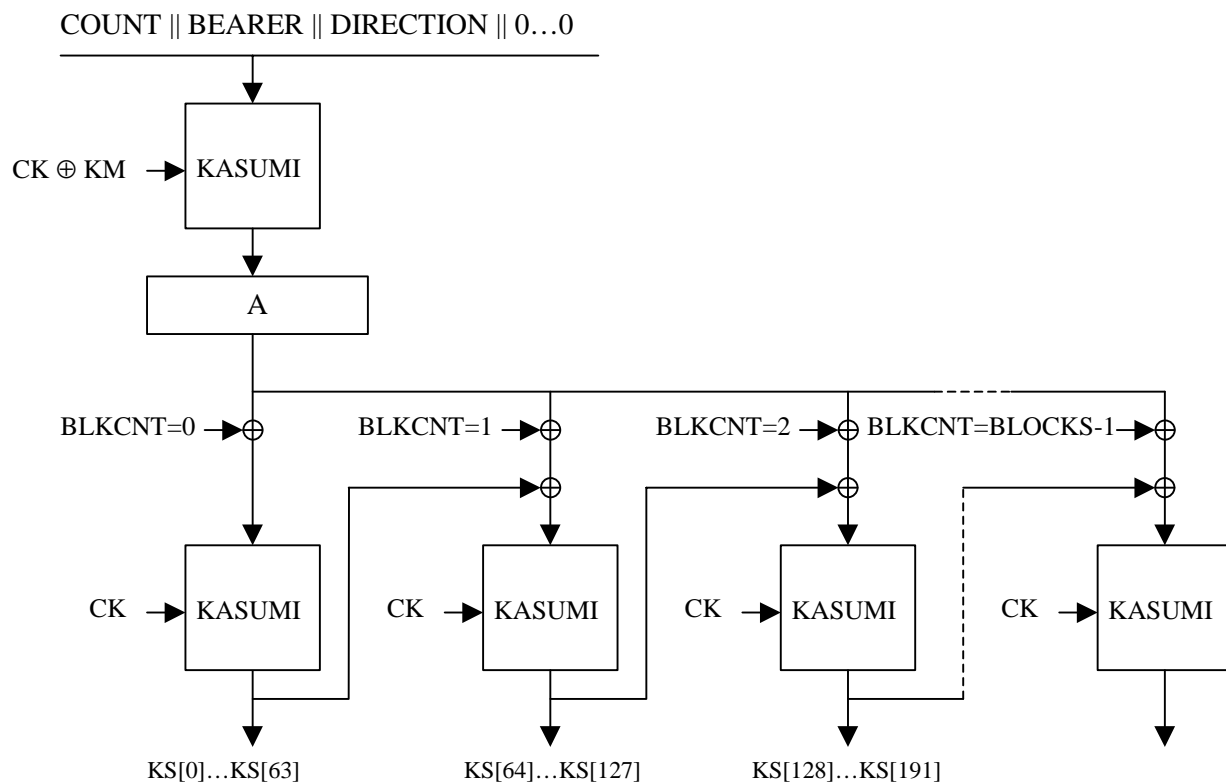 COUNT || BEARER || DIRECTION || 0…0
CK ⊕ KM
KASUMI
A
BLKCNT=0
BLKCNT=1
BLKCNT=2
BLKCNT=BLOCKS-1
CK
KASUMI
CK
KASUMI
CK
KASUMI
CK
KASUMI
KS[0]…KS[63]
KS[64]…KS[127]
KS[128]…KS[191]